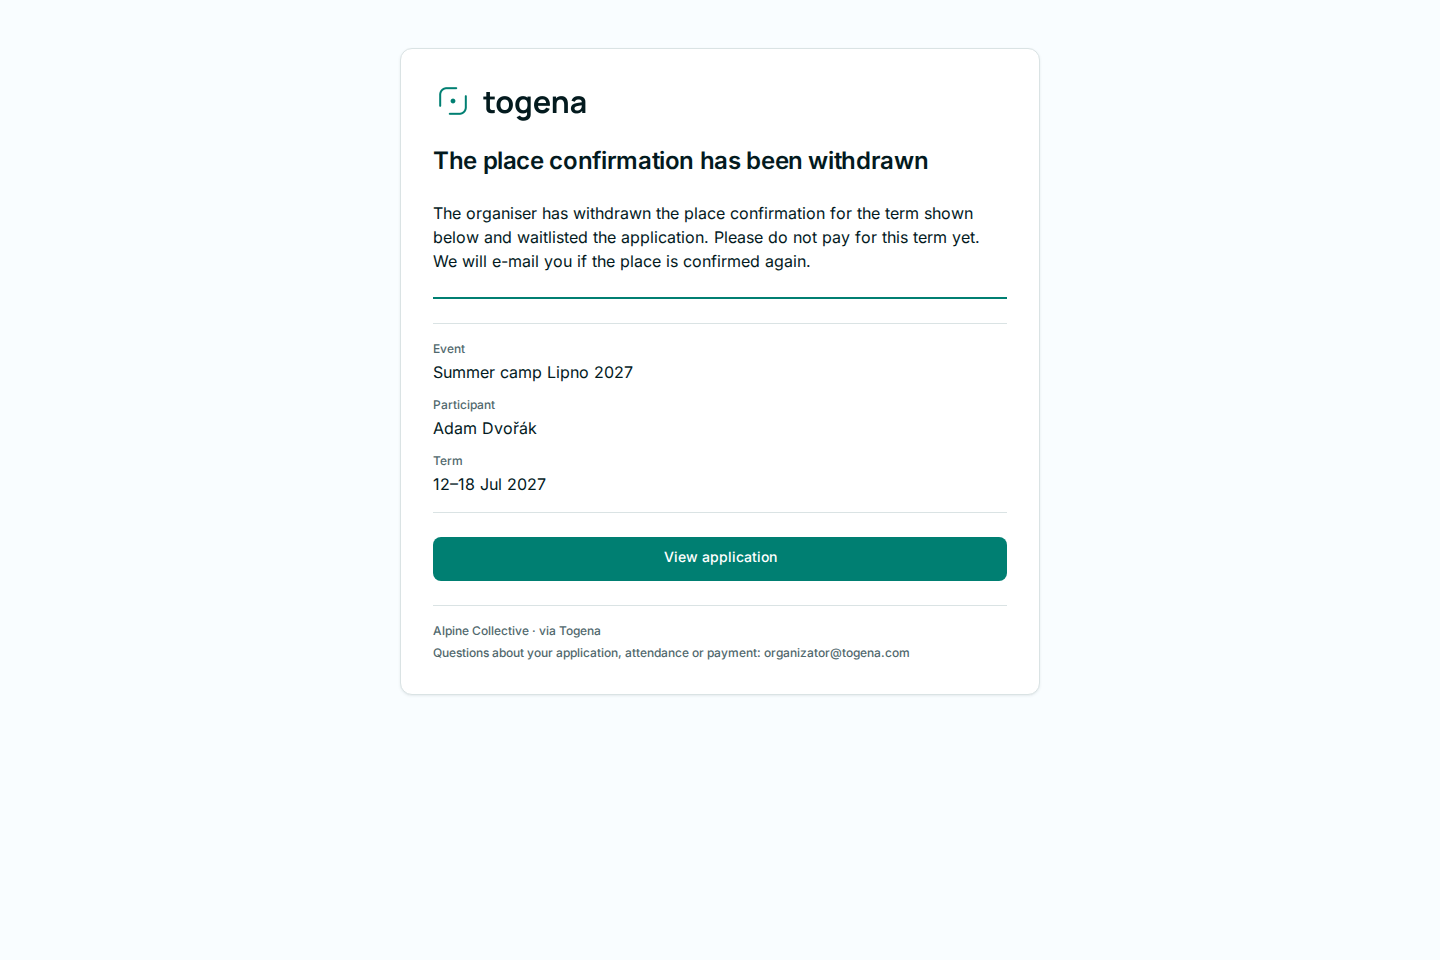 togena
The place confirmation has been withdrawn
The organiser has withdrawn the place confirmation for the term shown
below and waitlisted the application. Please do not pay for this term yet.
We will e-mail you if the place is confirmed again.
Event
Summer camp Lipno 2027
Participant
Adam Dvořák
Term
12–18 Jul 2027
View application
Alpine Collective · via Togena
Questions about your application, attendance or payment: organizator@togena.com